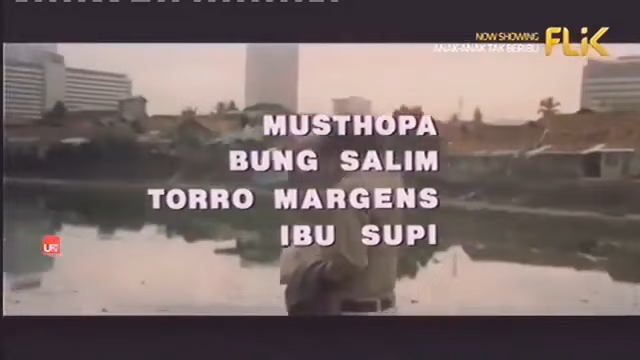 NOW SHOWING
ANAK-ANAK TAK BERIBU
FLiK
MUSTHOPA
BUNG SALIM
TORRO MARGENS
IBU SUPI